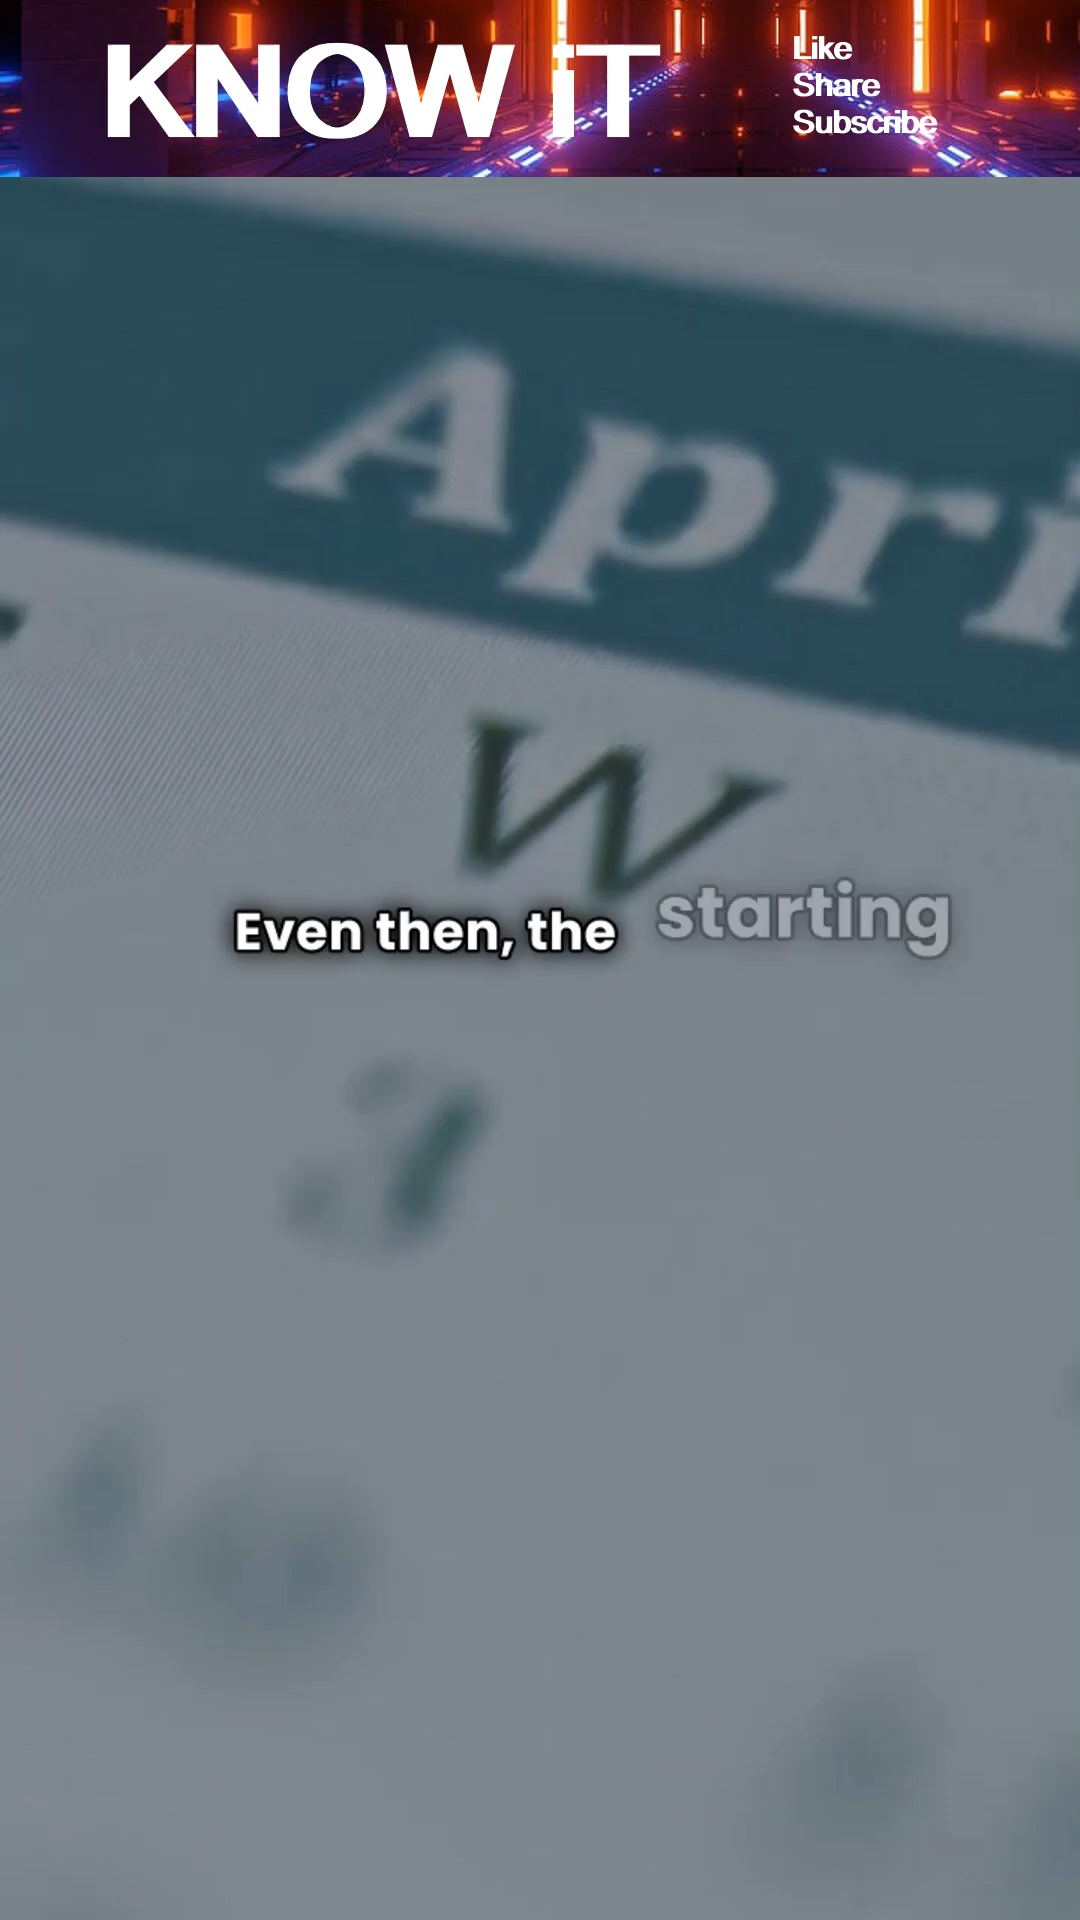 KNOW iT
Like
Share
Subscribe
Apri
W
Even then, the starting